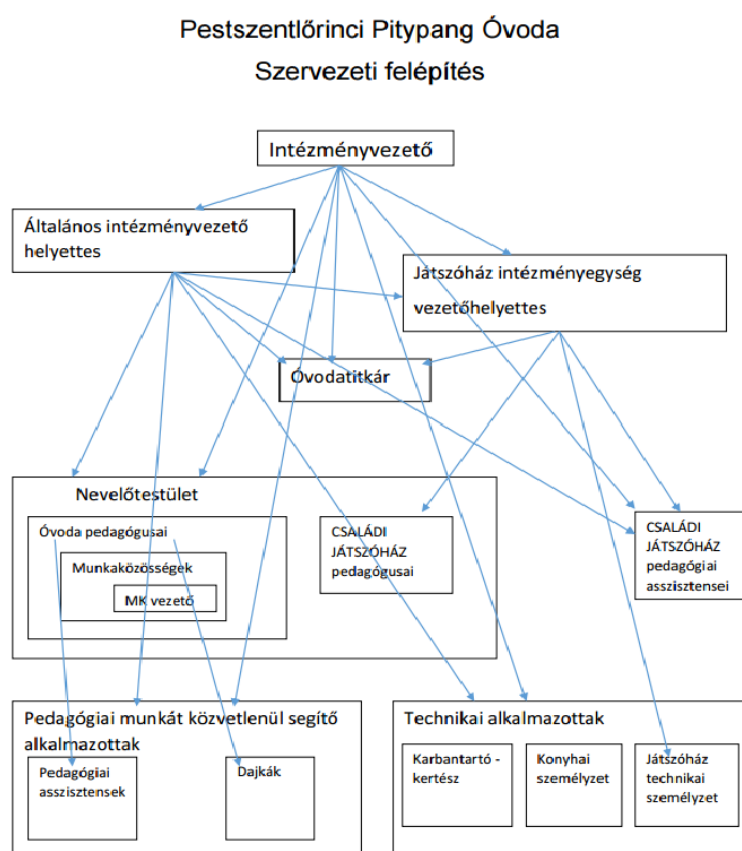 Pestszentlőrinci Pitypang Óvoda
Szervezeti felépítés
Intézményvezető
Általános intézményvezető
helyettes
Játszóház intézményegység
vezetőhelyettes
Óvodatitkár
Nevelőtestület
Óvoda pedagógusai
Munkaközösségek
MK vezető
CSALÁDI
JÁTSZÓHÁZ
pedagógusai
CSALÁDI
JÁTSZÓHÁZ
pedagógiai
asszisztensei
Pedagógiai munkát közvetlenül segítő
alkalmazottak
Pedagógiai
asszisztensek
Dajkák
Technikai alkalmazottak
Karbantartó -
kertész
Konyhai
személyzet
Játszóház
technikai
személyzet